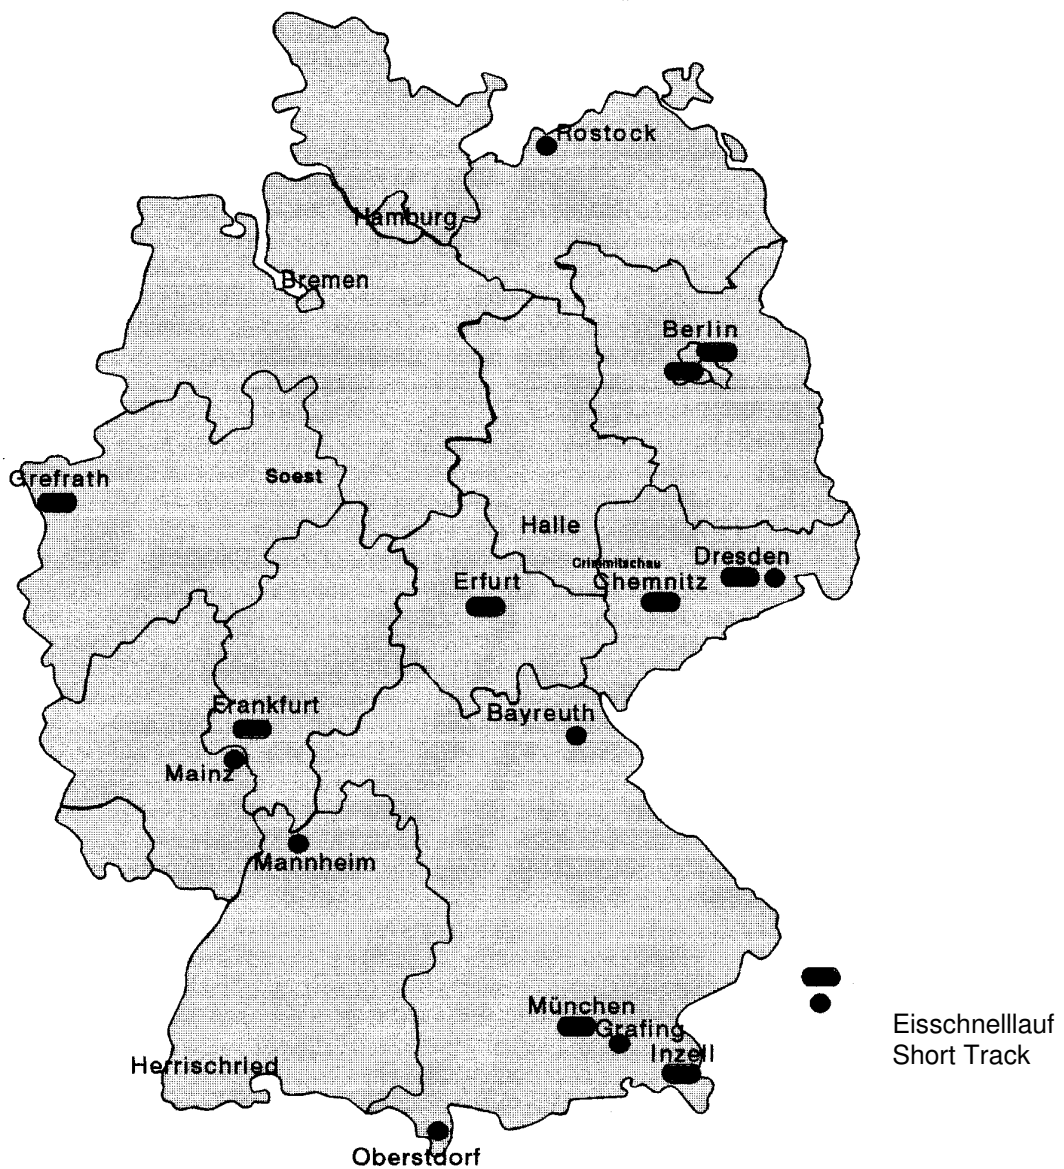 Rostock
Hamburg
Bremen
Berlin
Grefrath
Soest
Halle
Dresden
Crimmitschau
Erfurt
Chemnitz
Frankfurt
Bayreuth
Mainz
Mannheim
München
Grafing
Eisschnelllauf
Inzell
Short Track
Herrischried
Oberstdorf